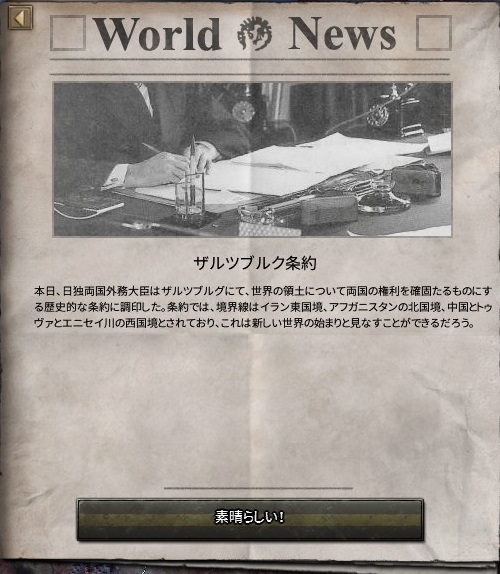 World News
ザルツブルク条約
本日、日独両国外務大臣はザルツブルグにて、世界の領土について両国の権利を確固たるものにす
る歴史的な条約に調印した。条約では、境界線はイラン東国境、アフガニスタンの北国境、中国とトゥ
ヴァとエニセイ川の西国境とされており、これは新しい世界の始まりと見なすことができるだろう。
素晴らしい!